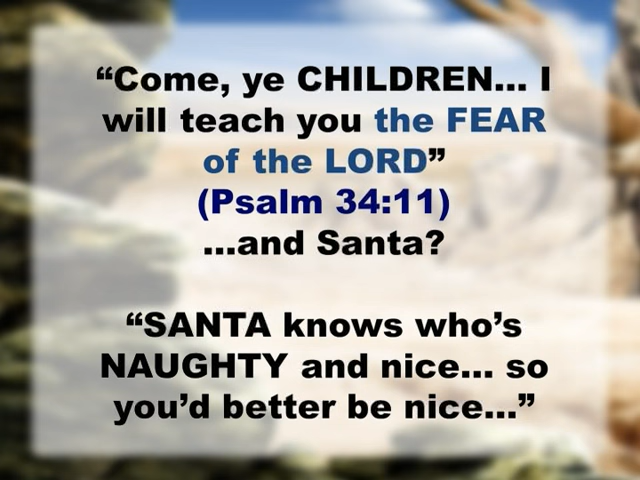 “Come, ye CHILDREN... I
will teach you the FEAR
of the LORD”
(Psalm 34:11)
...and Santa?
“SANTA knows who’s
NAUGHTY and nice... so
you’d better be nice...”